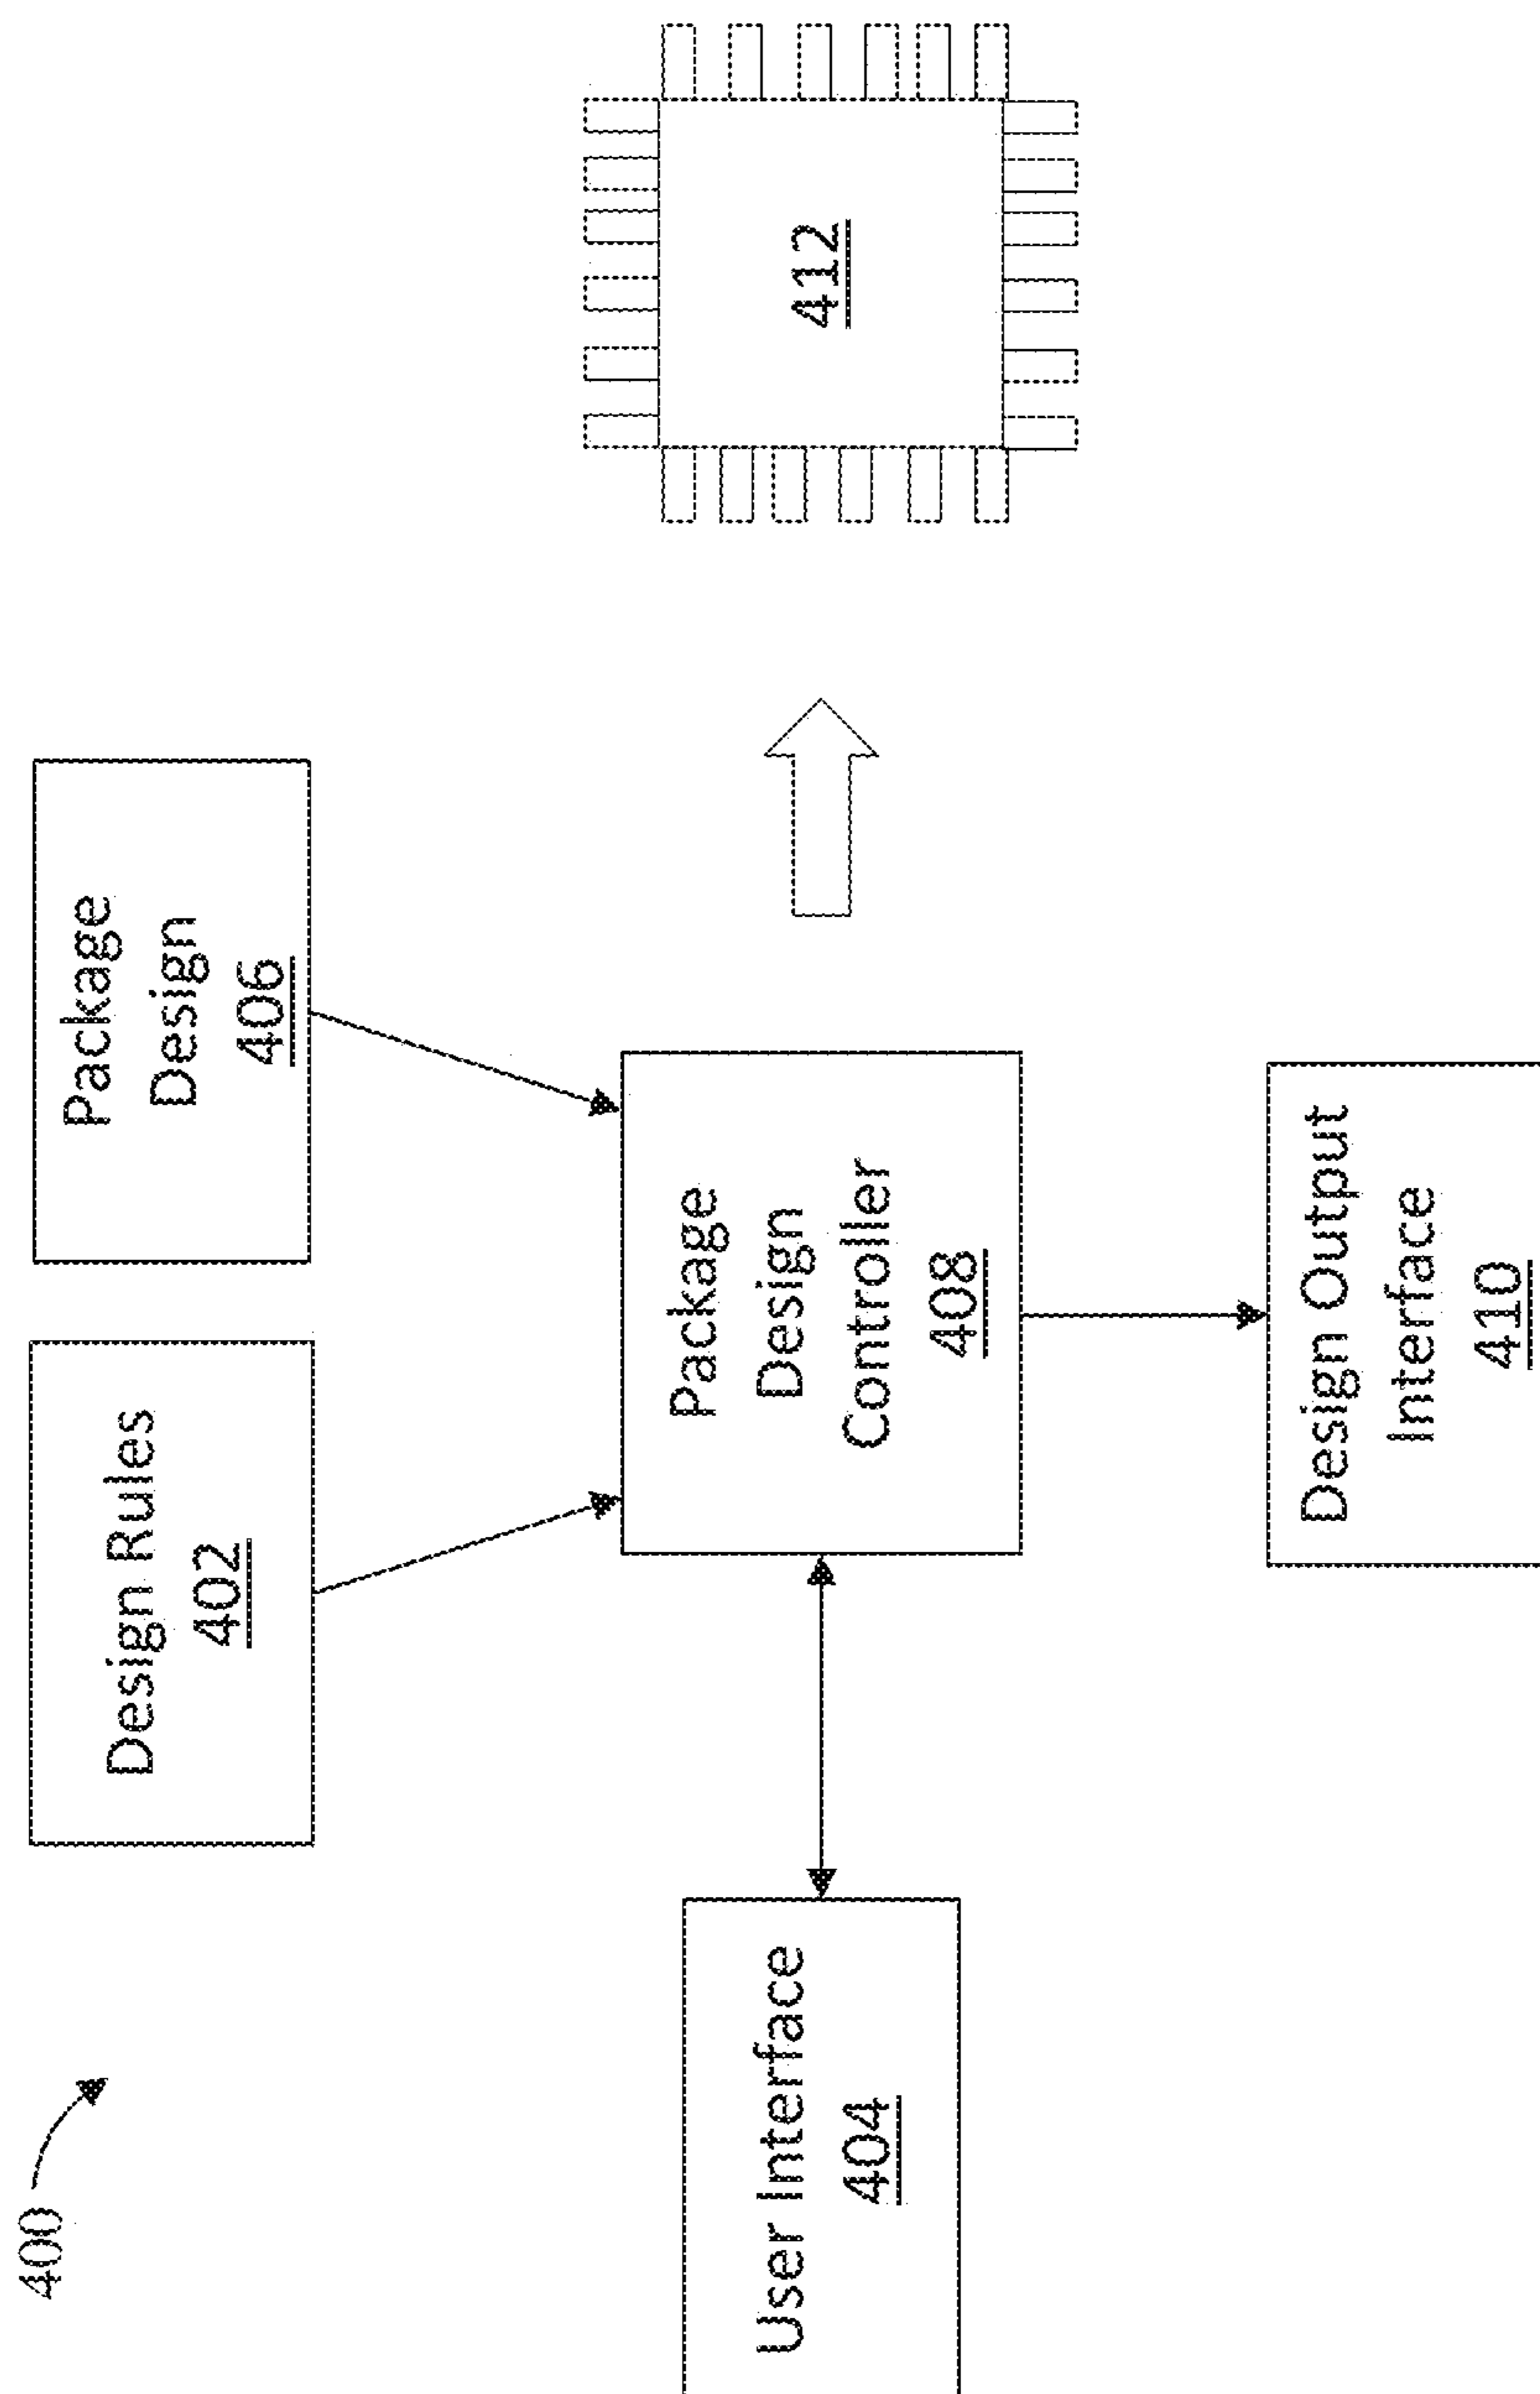 400
Design Rules
402
Package
Design
406
User Interface
404
Package
Design
Controller
408
412
Design Output
Interface
410